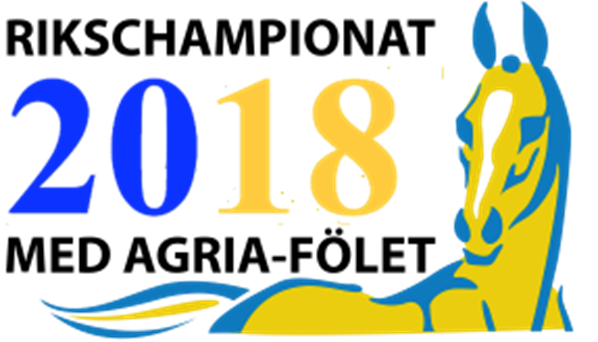 RIKSCHAMPIONAT
2018
MED AGRIA-FÖLET